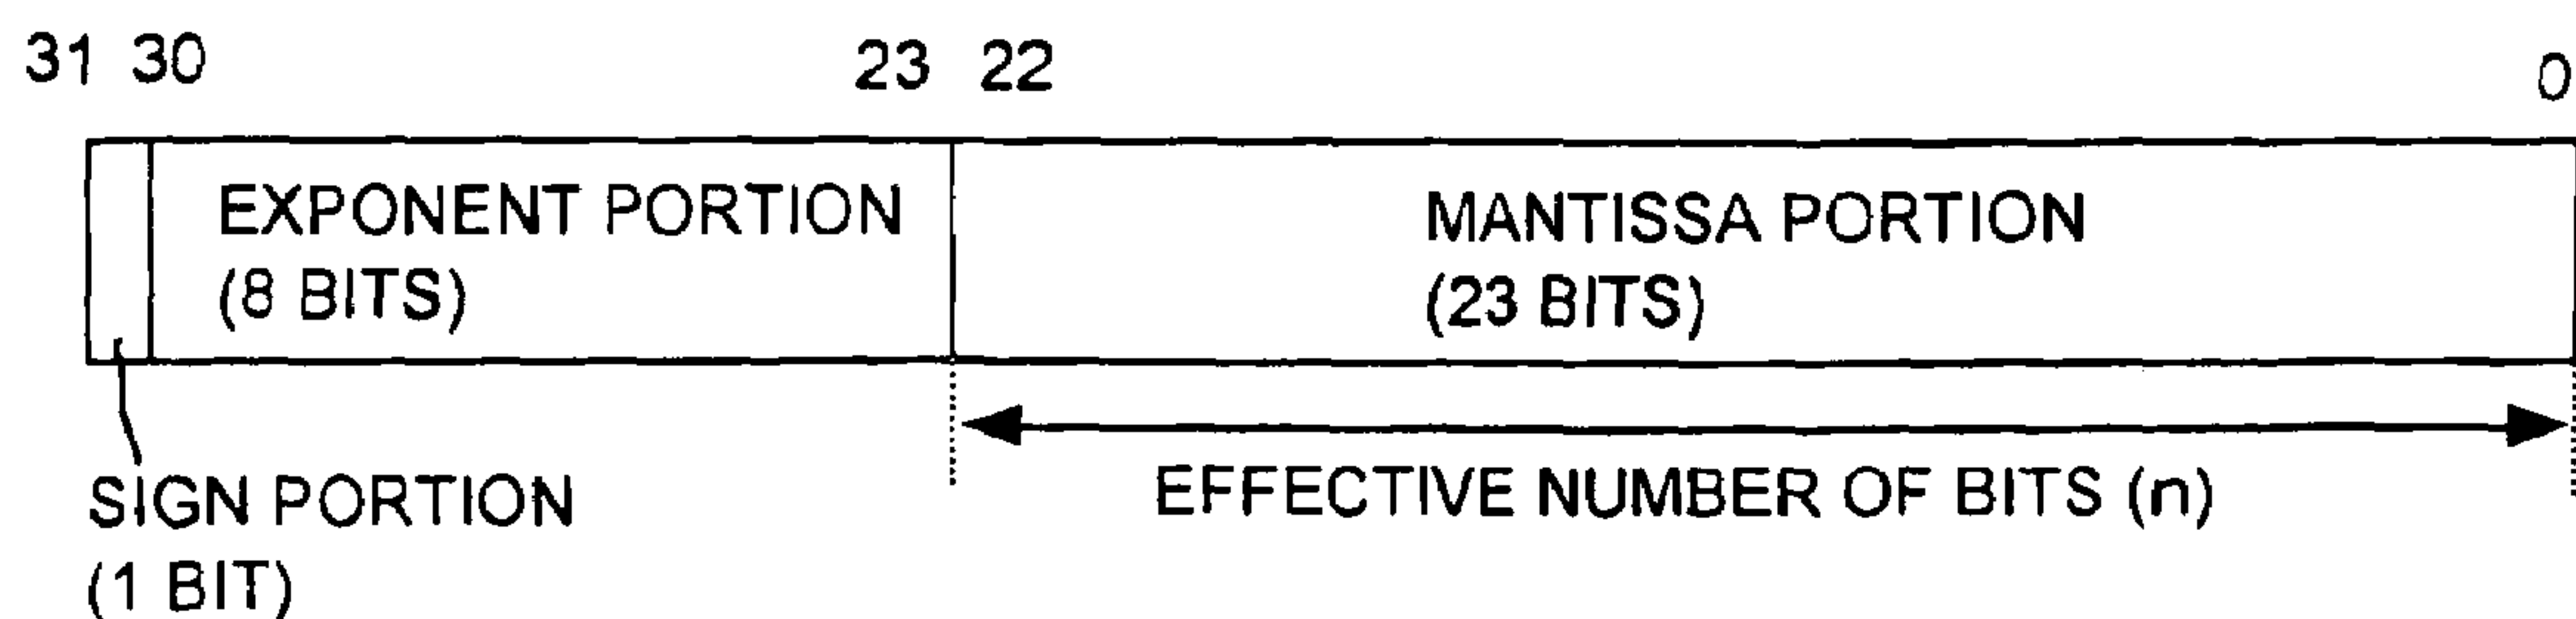 31 30 23 22 0
EXPONENT PORTION
(8 BITS)
MANTISSA PORTION
(23 BITS)
EFFECTIVE NUMBER OF BITS (n)
SIGN PORTION
(1 BIT)